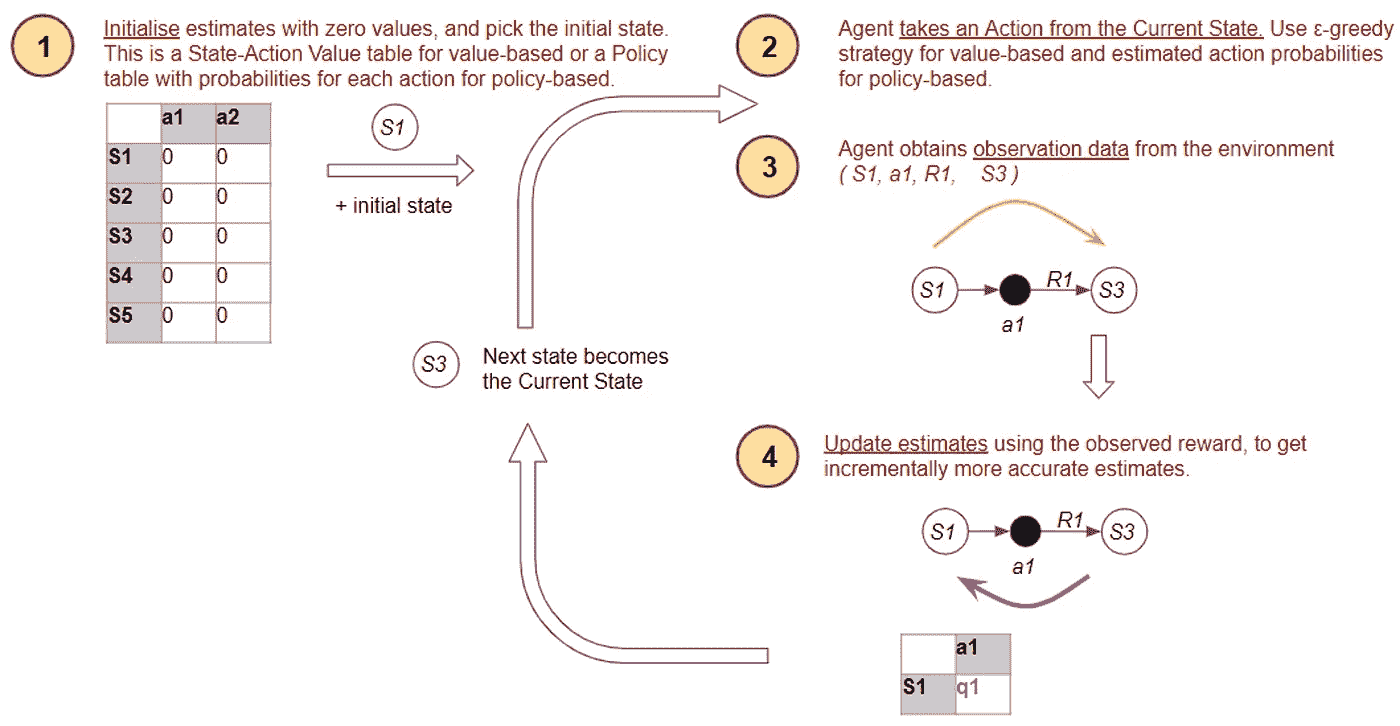 1
Initialise estimates with zero values, and pick the initial state.
This is a State-Action Value table for value-based or a Policy
table with probabilities for each action for policy-based.
a1 a2
S1 0 0
S2 0 0
S3 0 0
S4 0 0
S5 0 0
S1
+ initial state
2
Agent takes an Action from the Current State. Use ε-greedy
strategy for value-based and estimated action probabilities
for policy-based.
3
Agent obtains observation data from the environment
( S1, a1, R1, S3 )
S1 R1 S3
a1
S3
Next state becomes
the Current State
4
Update estimates using the observed reward, to get
incrementally more accurate estimates.
S1 R1 S3
a1
a1
S1 q1